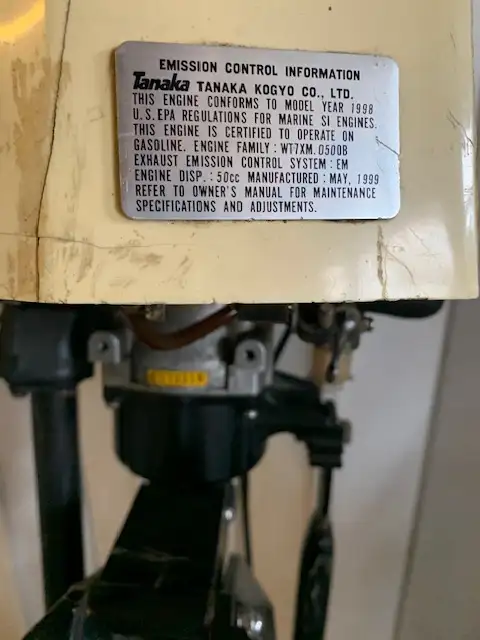 EMISSION CONTROL INFORMATION
Tanaka TANAKA KOGYO CO., LTD.
THIS ENGINE CONFORMS TO MODEL YEAR 1998
U.S.EPA REGULATIONS FOR MARINE SI ENGINES.
THIS ENGINE IS CERTIFIED TO OPERATE ON
GASOLINE. ENGINE FAMILY : WT7XM.0500B
EXHAUST EMISSION CONTROL SYSTEM : EM
ENGINE DISP. : 50cc MANUFACTURED : MAY, 1999
REFER TO OWNER'S MANUAL FOR MAINTENANCE
SPECIFICATIONS AND ADJUSTMENTS.